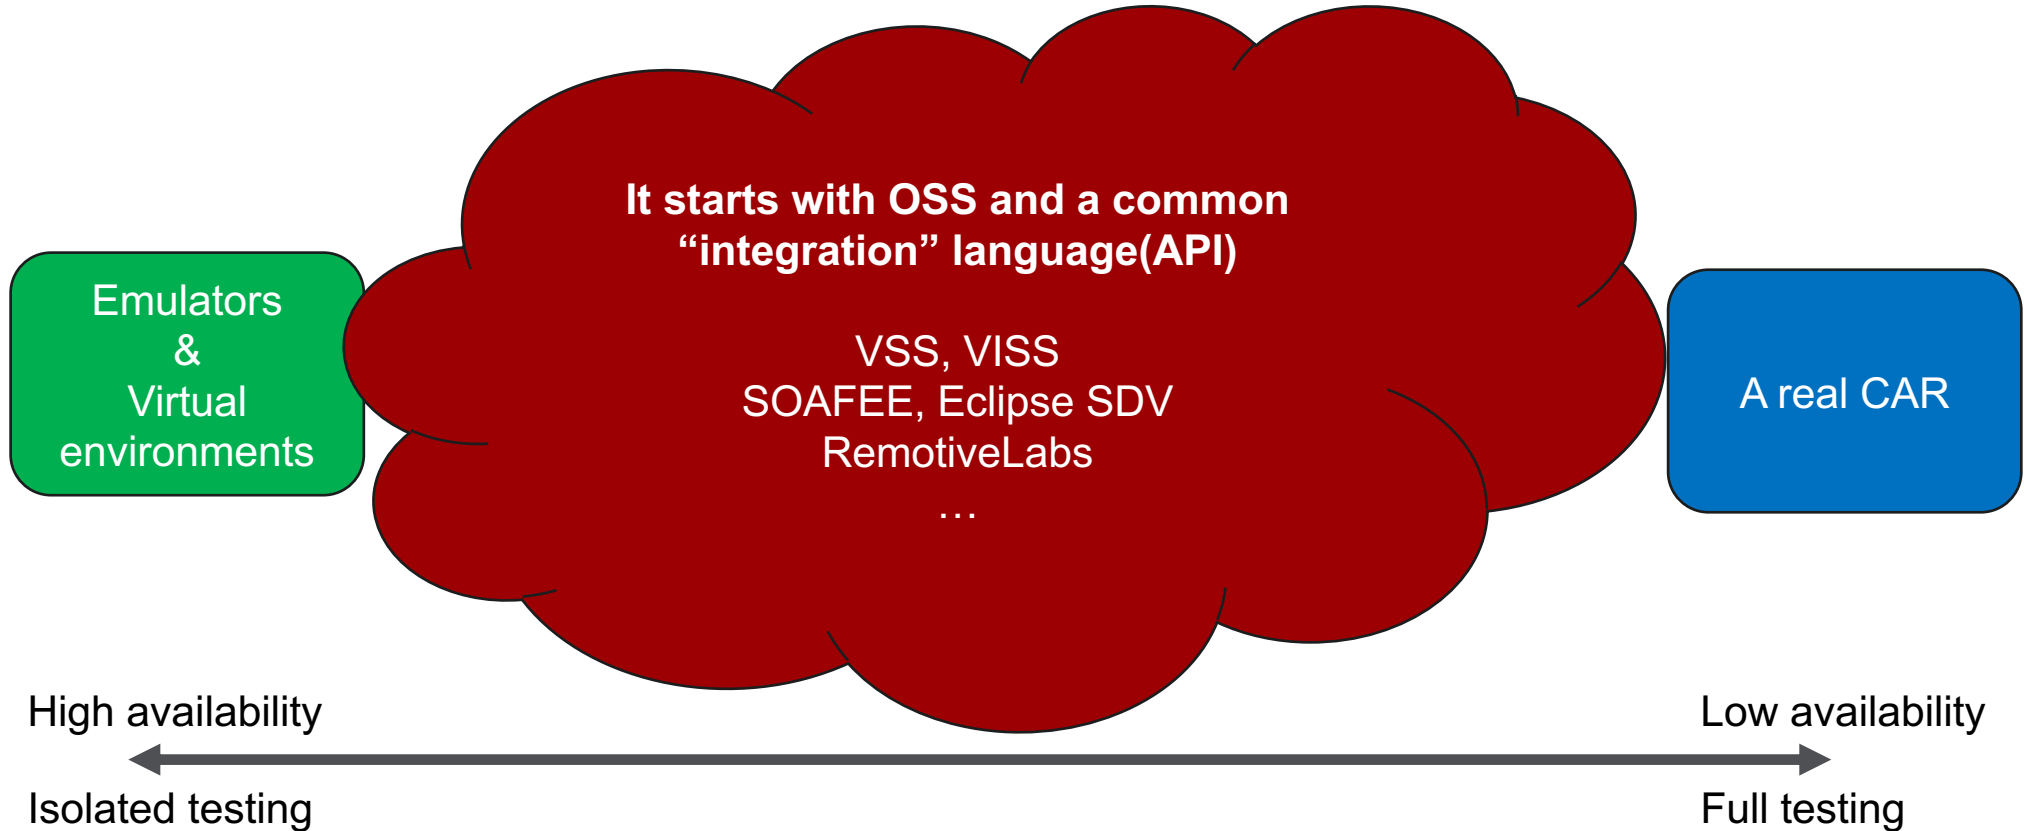 It starts with OSS and a common
“integration” language(API)
VSS, VISS
SOAFEE, Eclipse SDV
RemotiveLabs
…
Emulators
&
Virtual
environments
A real CAR
High availability
Low availability
Isolated testing
Full testing